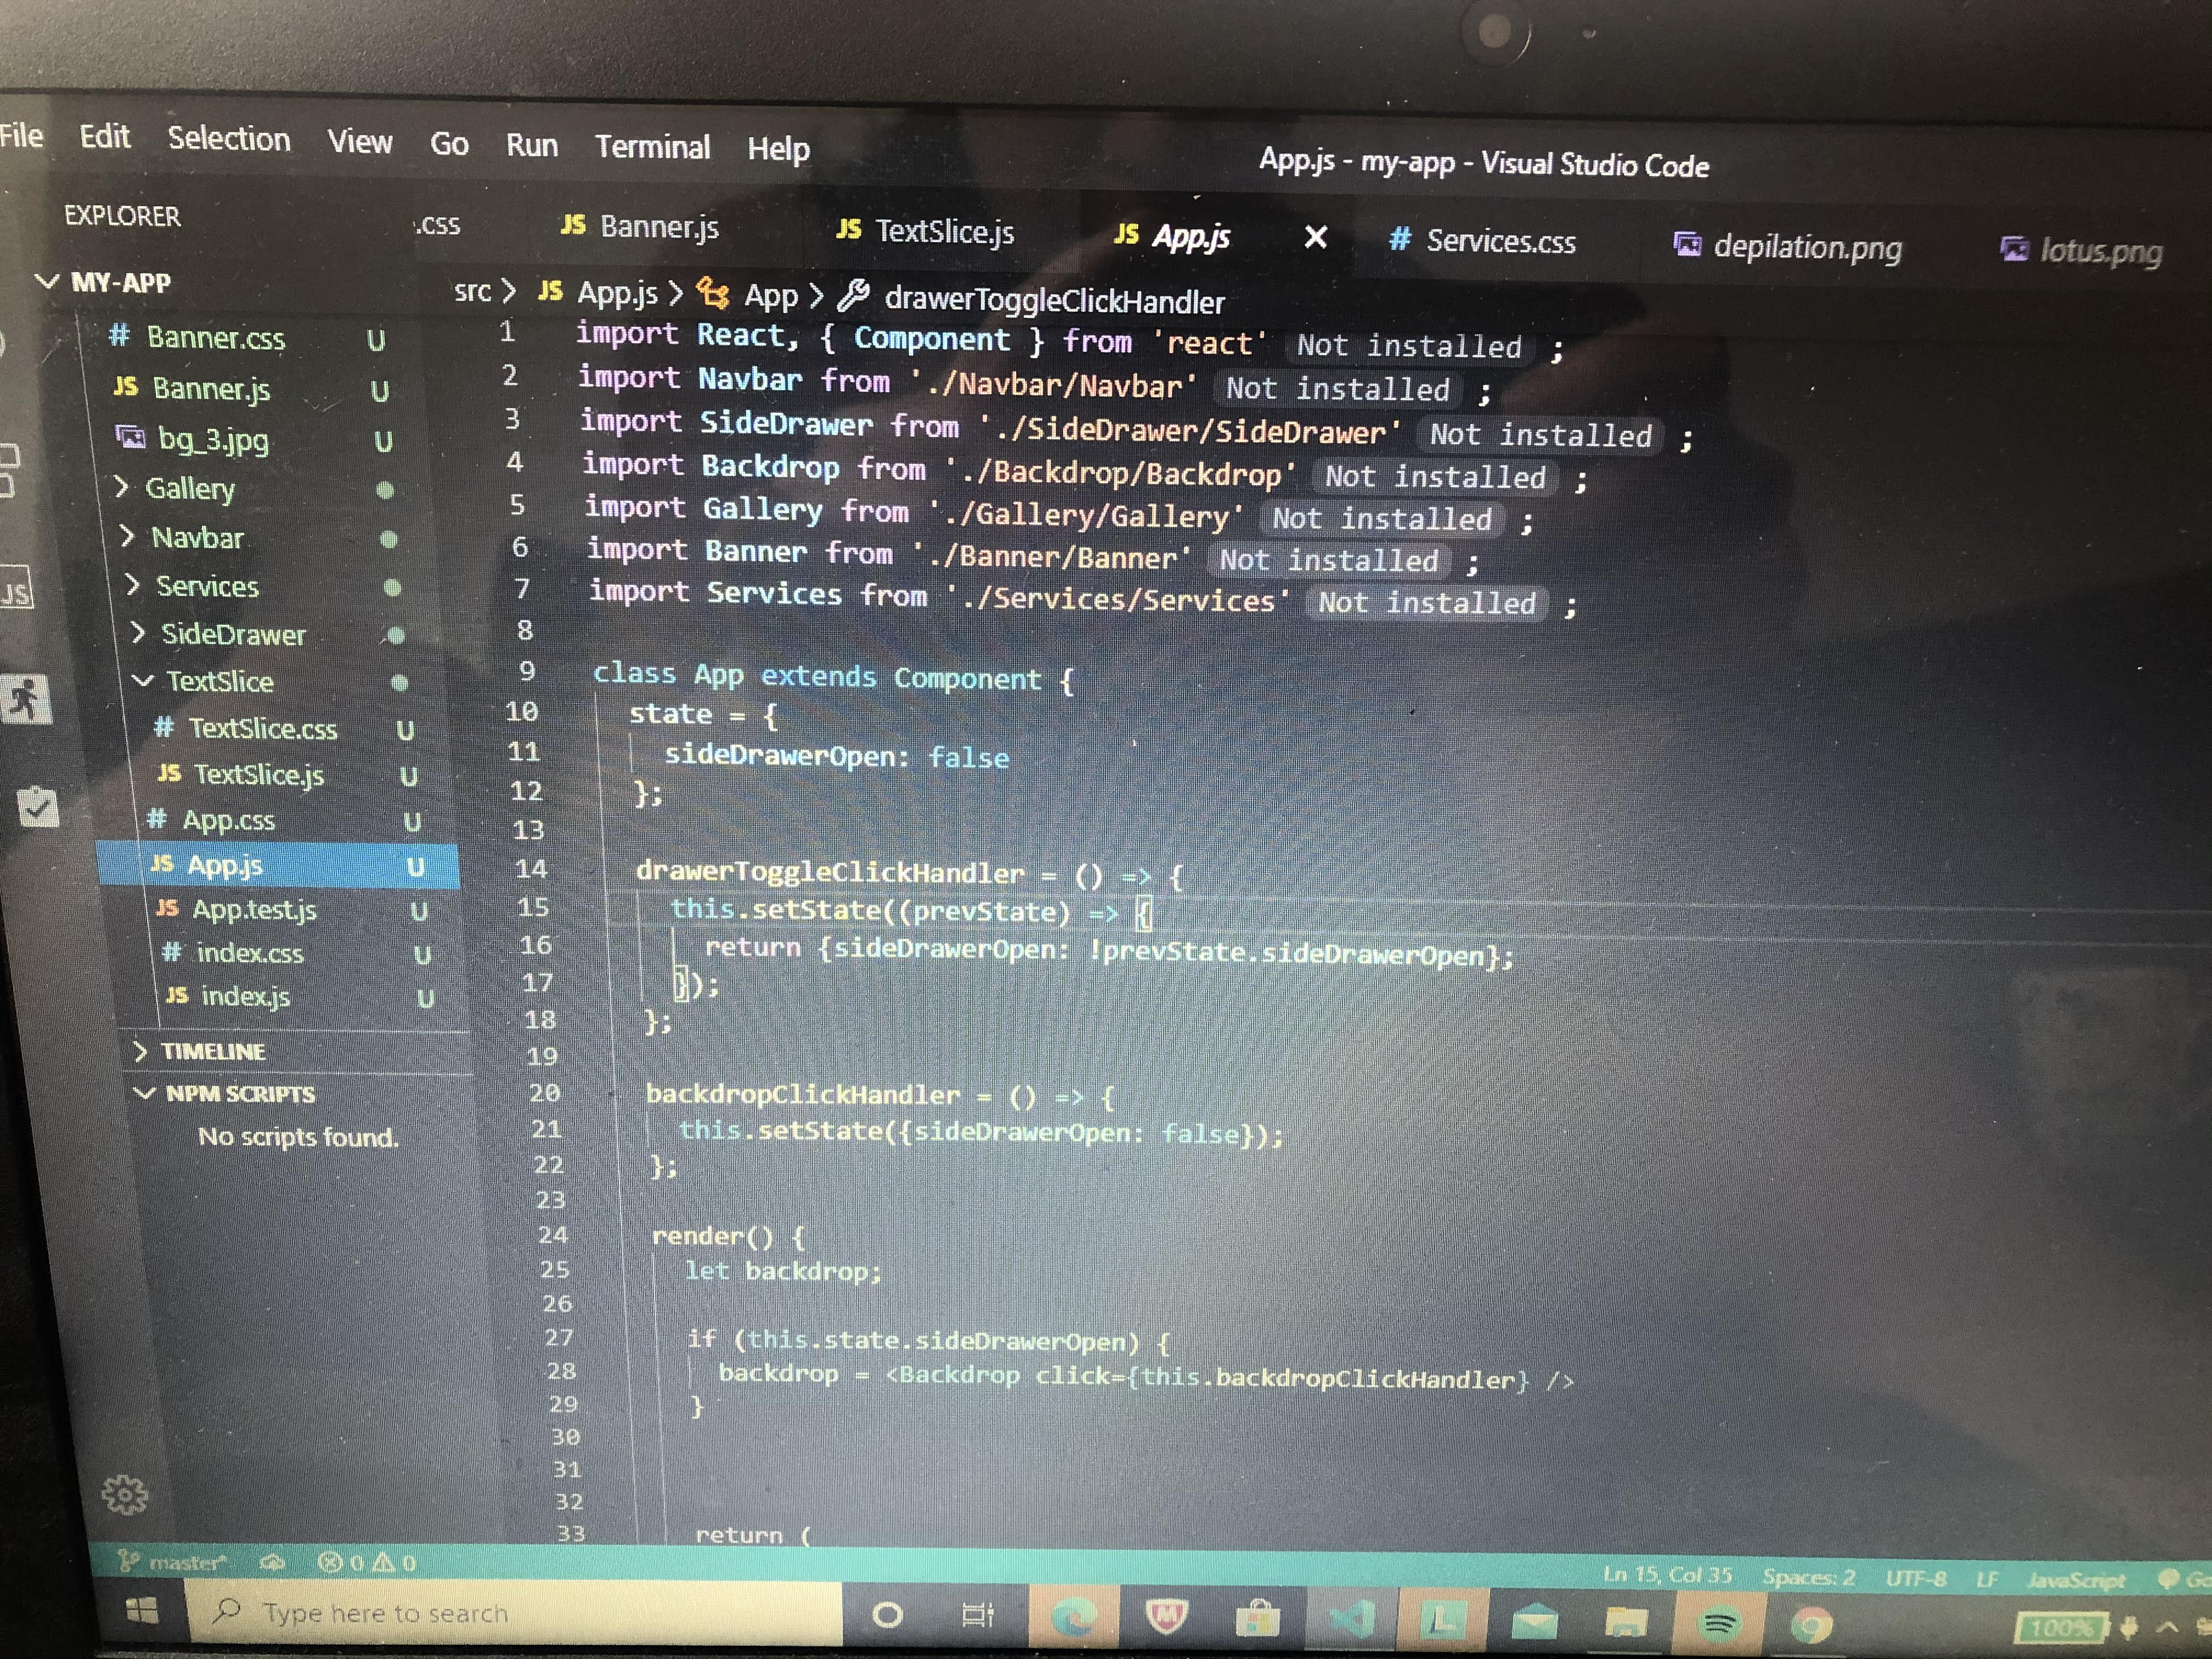 File Edit Selection View Go Run Terminal Help
App.js - my-app - Visual Studio Code
EXPLORER
.css
JS Banner.js
JS TextSlice.js
JS App.js
# Services.css
depilation.png
lotus.png
MY-APP
# Banner.css U
JS Banner.js U
bg_3.jpg U
Gallery
Navbar
Services
SideDrawer
TextSlice
# TextSlice.css U
JS TextSlice.js U
# App.css U
JS App.js U
JS App.test.js U
# index.css U
JS index.js U
TIMELINE
NPM SCRIPTS
No scripts found.
JS
src > JS App.js > App > drawerToggleClickHandler
1 import React, { Component } from 'react' Not installed ;
2 import Navbar from './Navbar/Navbar' Not installed ;
3 import SideDrawer from './SideDrawer/SideDrawer' Not installed ;
4 import Backdrop from './Backdrop/Backdrop' Not installed ;
5 import Gallery from './Gallery/Gallery' Not installed ;
6 import Banner from './Banner/Banner' Not installed ;
7 import Services from './Services/Services' Not installed ;
8
9 class App extends Component {
10 state = {
11 sideDrawerOpen: false
12 };
13
14 drawerToggleClickHandler = () => {
15 this.setState((prevState) => {
16 return {sideDrawerOpen: !prevState.sideDrawerOpen};
17 });
18 };
19
20 backdropClickHandler = () => {
21 this.setState({sideDrawerOpen: false});
22 };
23
24 render() {
25 let backdrop;
26
27 if (this.state.sideDrawerOpen) {
28 backdrop = <Backdrop click={this.backdropClickHandler} />
29 }
30
31
32
33 return (
master* 0 0
Ln 15, Col 35 Spaces: 2 UTF-8 LF JavaScript Go
Type here to search
L
100%